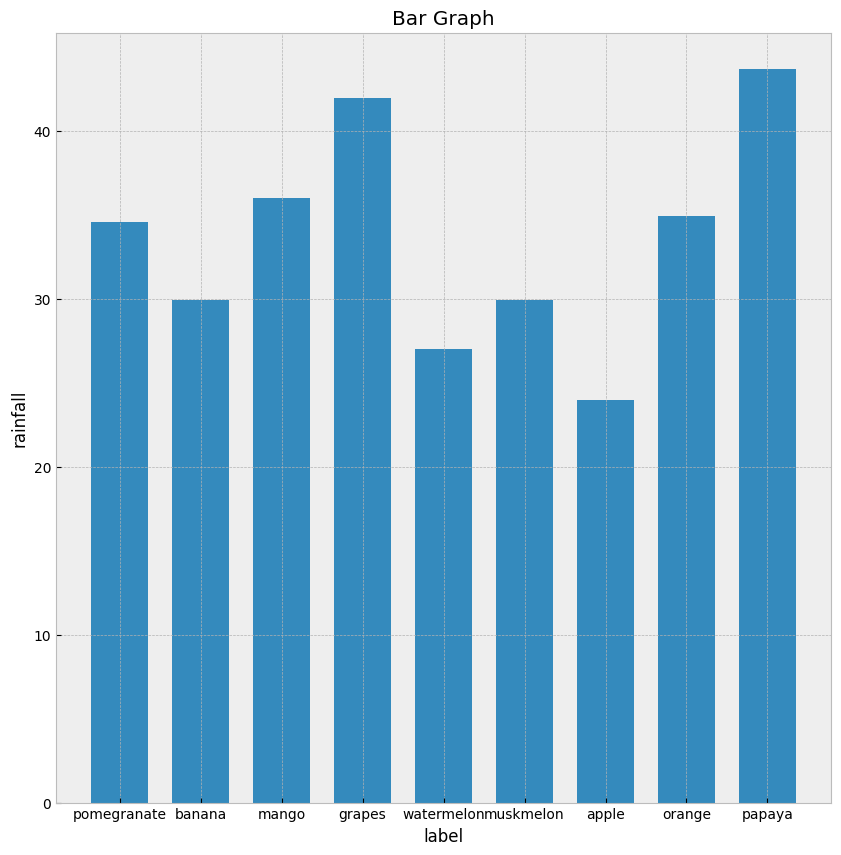 Bar Graph
rainfall
40
30
20
10
0
pomegranate banana mango grapes watermelon muskmelon apple orange papaya
label